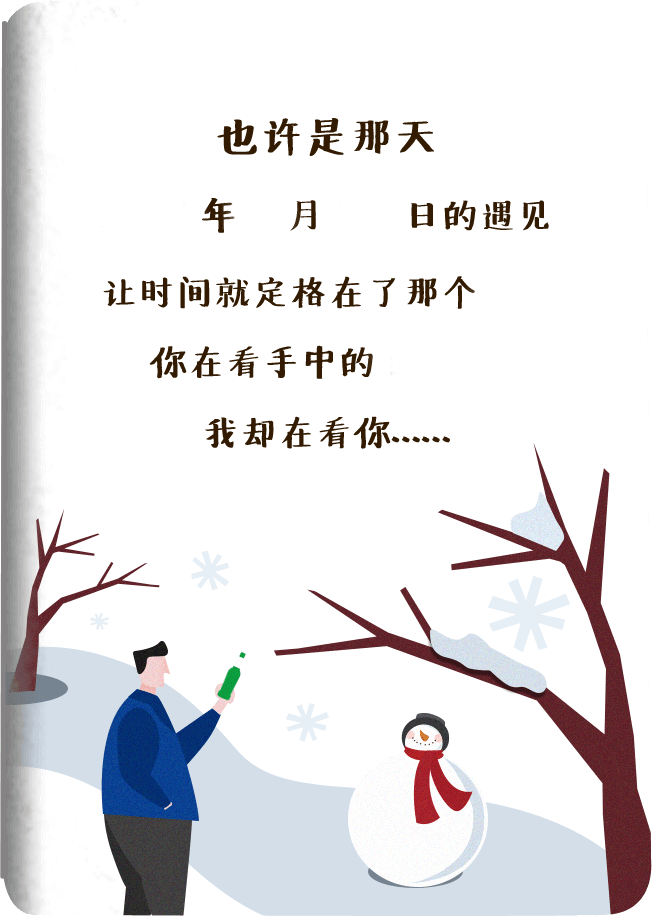 也许是那天
年 月 日的遇见
让时间就定格在了那个
你在看手中的
我却在看你......